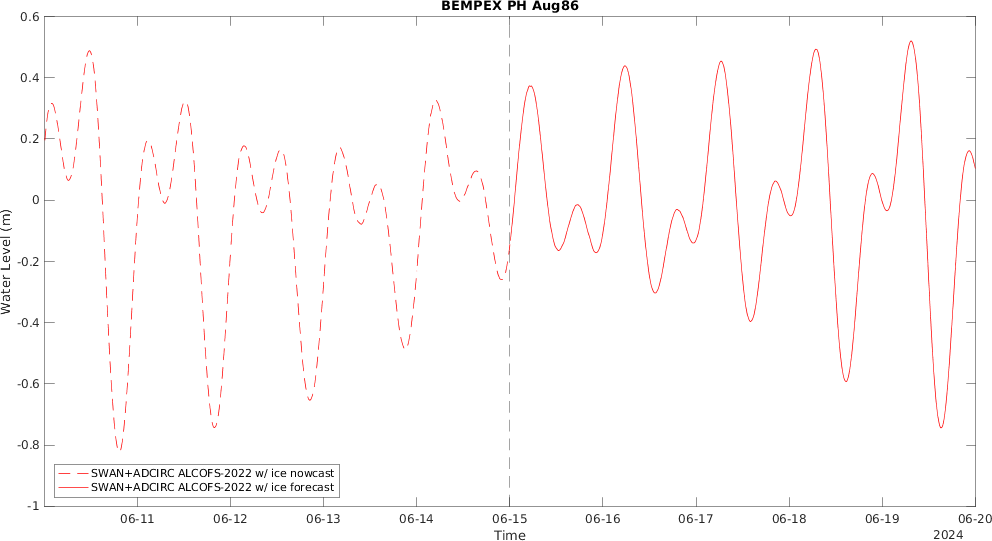 BEMPEX PH Aug86
0.6
0.4
0.2
0
-0.2
-0.4
-0.6
-0.8
-1
Water Level (m)
SWAN+ADCIRC ALCOFS-2022 w/ ice nowcast
SWAN+ADCIRC ALCOFS-2022 w/ ice forecast
06-11 06-12 06-13 06-14 06-15 06-16 06-17 06-18 06-19 06-20
Time
2024